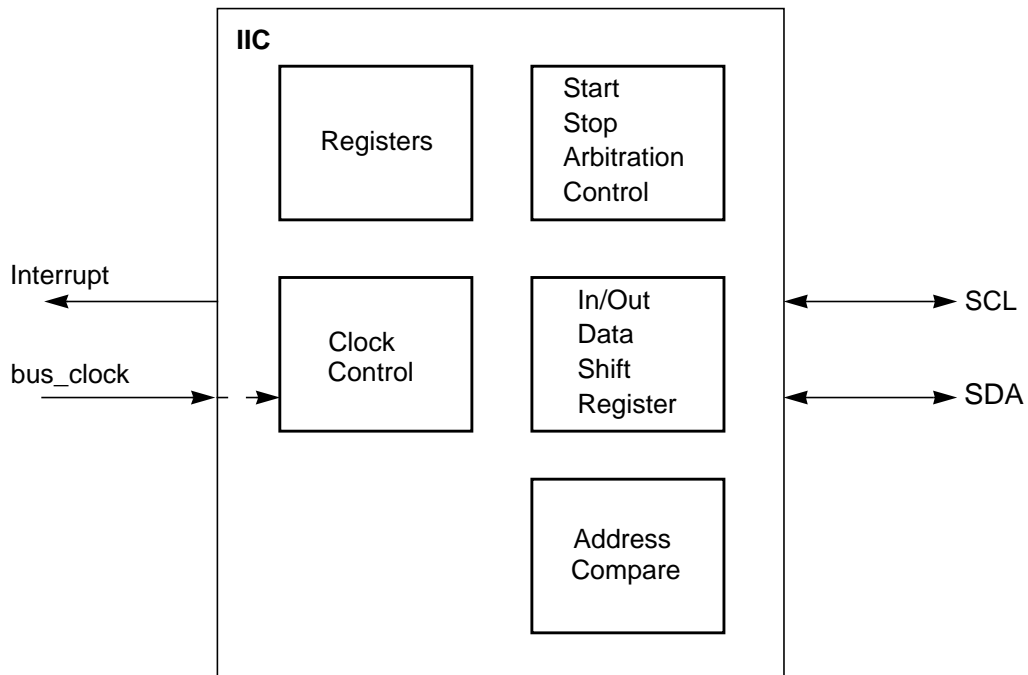 IIC
Registers
Start
Stop
Arbitration
Control
Interrupt
bus_clock
Clock
Control
In/Out
Data
Shift
Register
SCL
SDA
Address
Compare